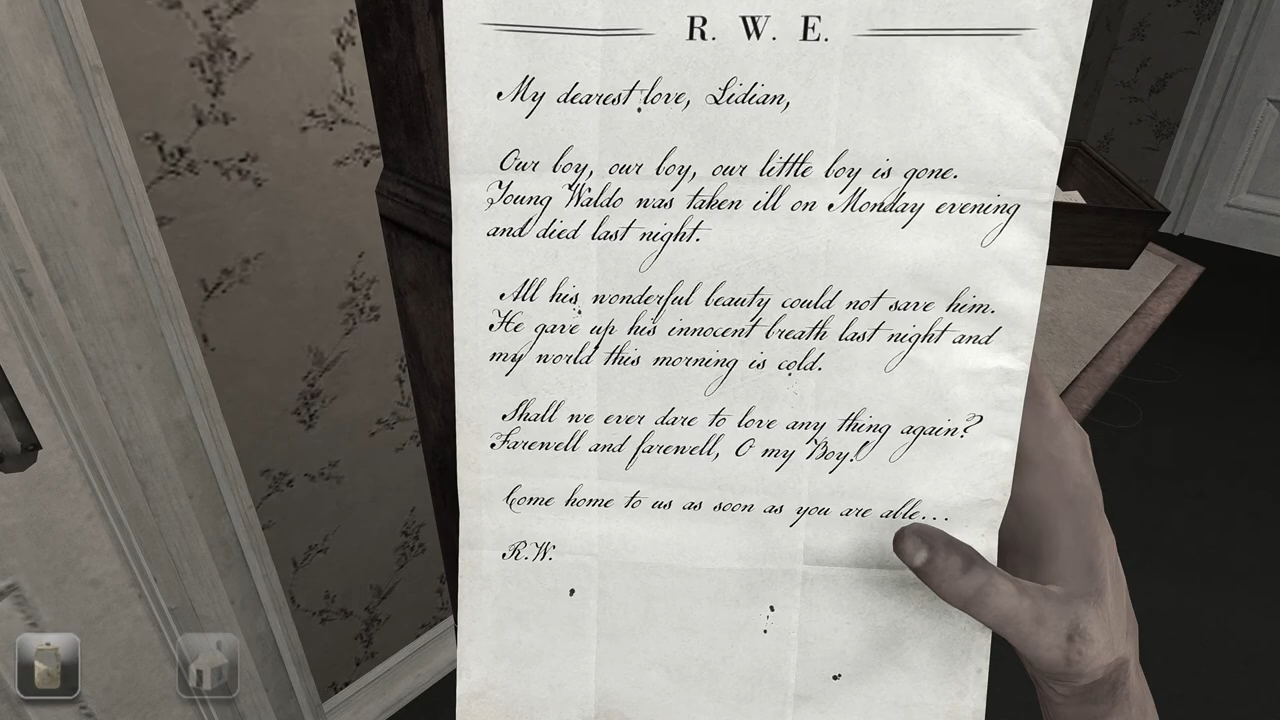 R. W. E.
My dearest love, Lidian,
Our boy, our boy, our little boy is gone.
Young Waldo was taken ill on Monday evening
and died last night.
All his wonderful beauty could not save him.
He gave up his innocent breath last night and
my world this morning is cold.
Shall we ever dare to love any thing again?
Farewell and farewell, O my Boy!
Come home to us as soon as you are able...
R.W.